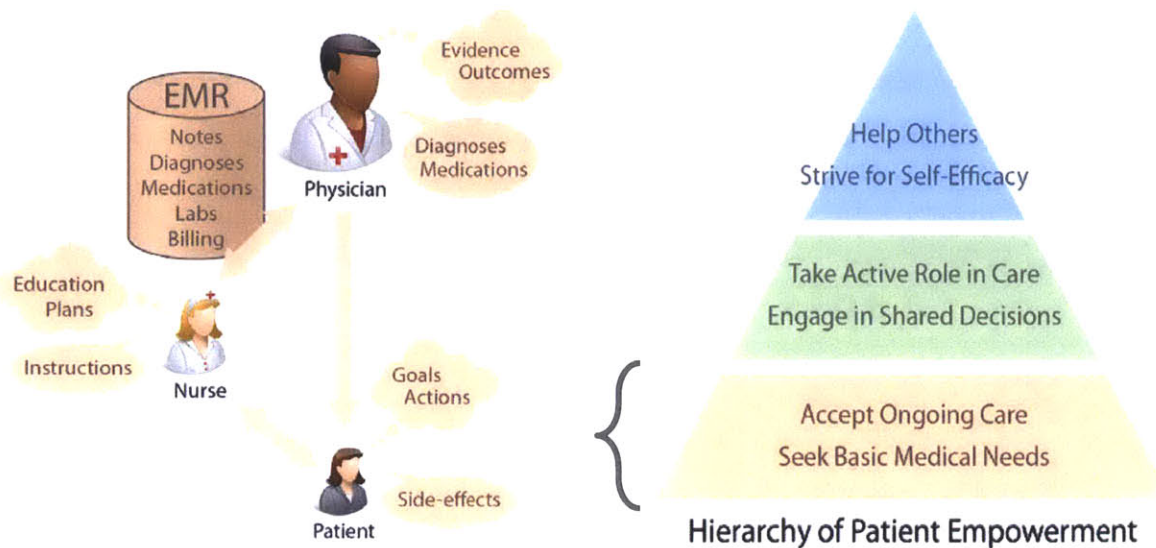 Evidence
Outcomes
EMR
Notes
Diagnoses
Medications
Labs
Billing
Diagnoses
Medications
Physician
Education
Plans
Instructions
Nurse
Goals
Actions
Side-effects
Patient
Help Others
Strive for Self-Efficacy
Take Active Role in Care
Engage in Shared Decisions
Accept Ongoing Care
Seek Basic Medical Needs
Hierarchy of Patient Empowerment